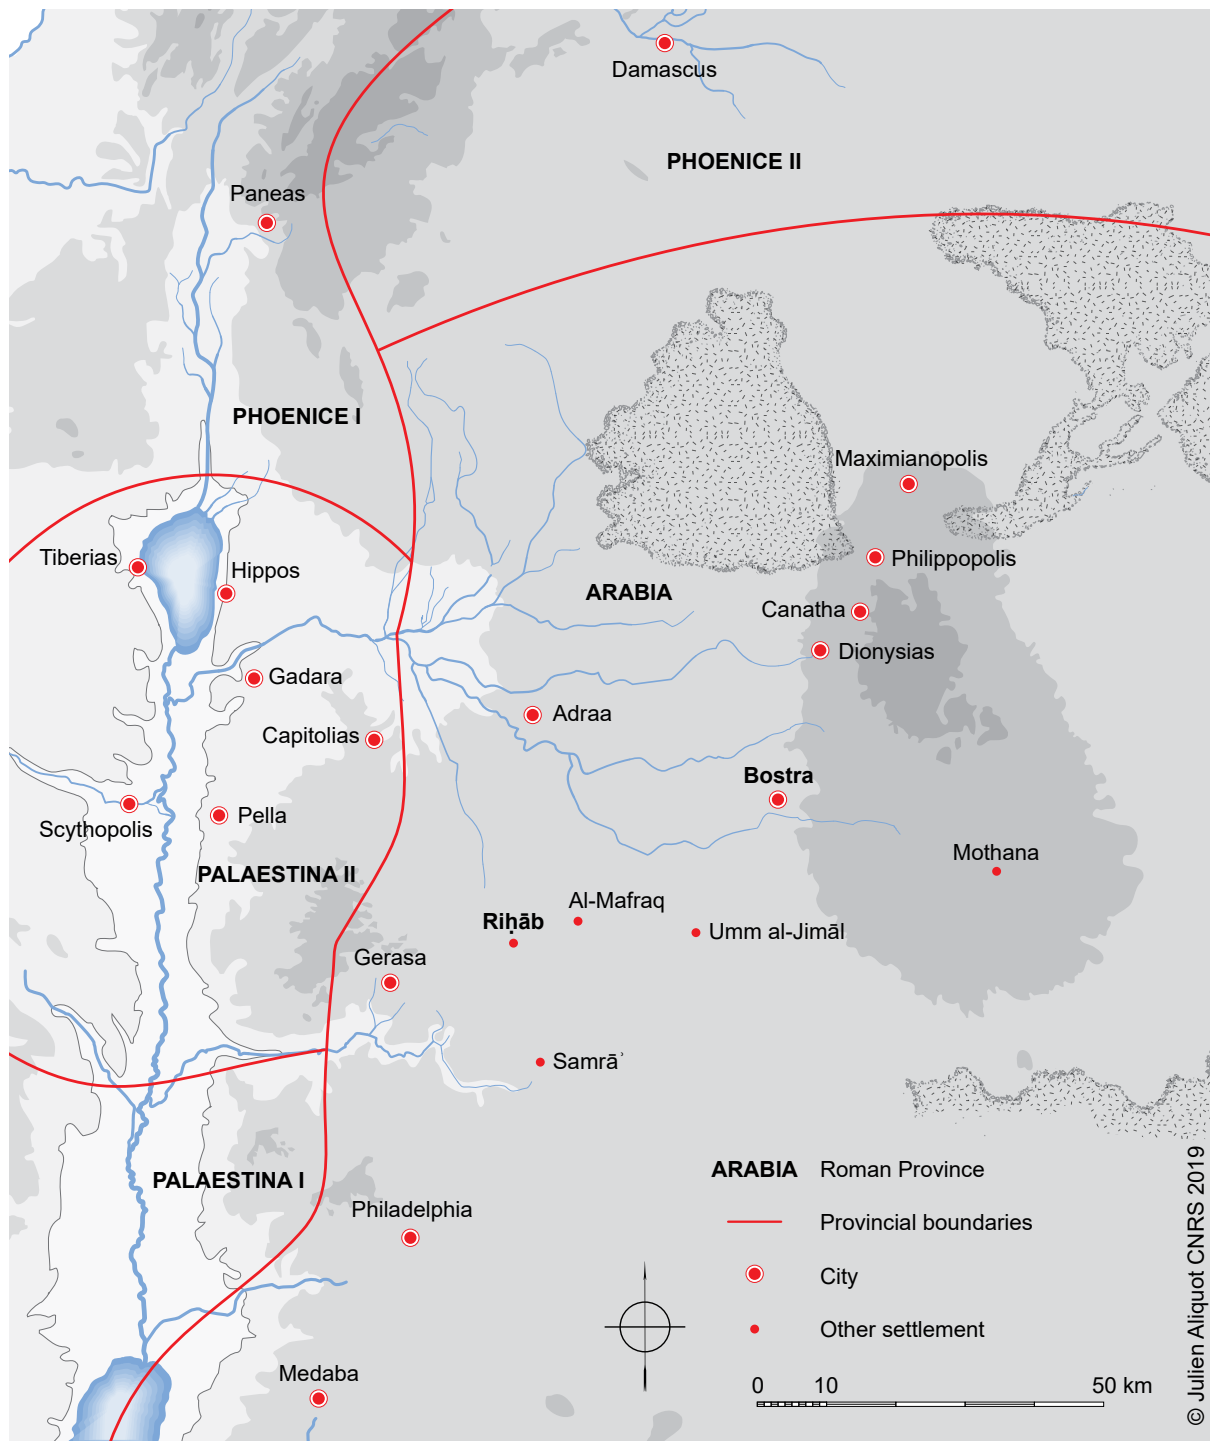 Damascus
PHOENICE II
Paneas
PHOENICE I
Maximianopolis
Tiberias
Hippos
Philippopolis
ARABIA
Canatha
Dionysias
Gadara
Adraa
Capitolias
Bostra
Scythopolis
Pella
Mothana
PALAESTINA II
Al-Mafraq
Riḥāb
Umm al-Jimāl
Gerasa
Samrāʾ
PALAESTINA I
Philadelphia
Medaba
ARABIA Roman Province
Provincial boundaries
City
Other settlement
0 10 50 km
© Julien Aliquot CNRS 2019